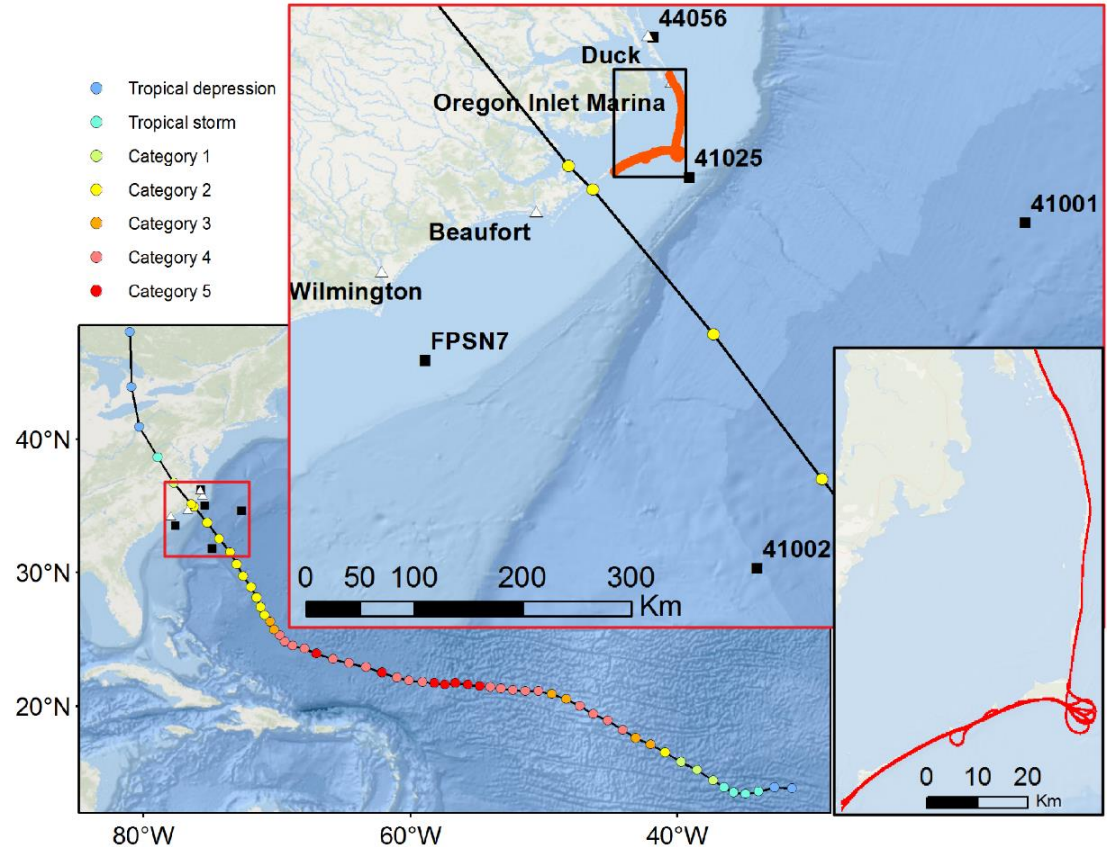 Tropical depression
Tropical storm
Category 1
Category 2
Category 3
Category 4
Category 5
44056
Duck
Oregon Inlet Marina
41025
41001
Beaufort
Wilmington
FPSN7
41002
0 50 100 200 300
Km
40°N
30°N
20°N
0 10 20
Km
80°W 60°W 40°W